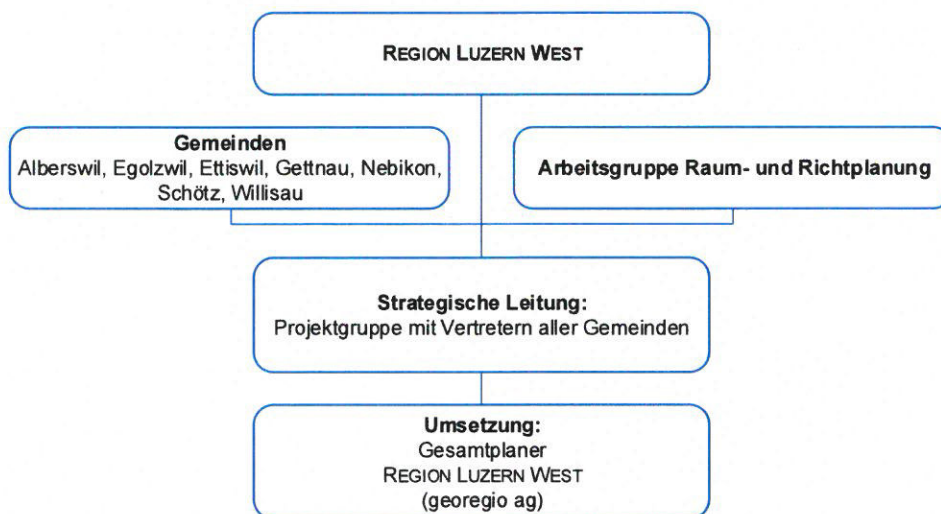 REGION LUZERN WEST
Gemeinden
Alberswil, Egolzwil, Ettiswil, Gettnau, Nebikon,
Schötz, Willisau
Arbeitsgruppe Raum- und Richtplanung
Strategische Leitung:
Projektgruppe mit Vertretern aller Gemeinden
Umsetzung:
Gesamtplaner
REGION LUZERN WEST
(georegio ag)